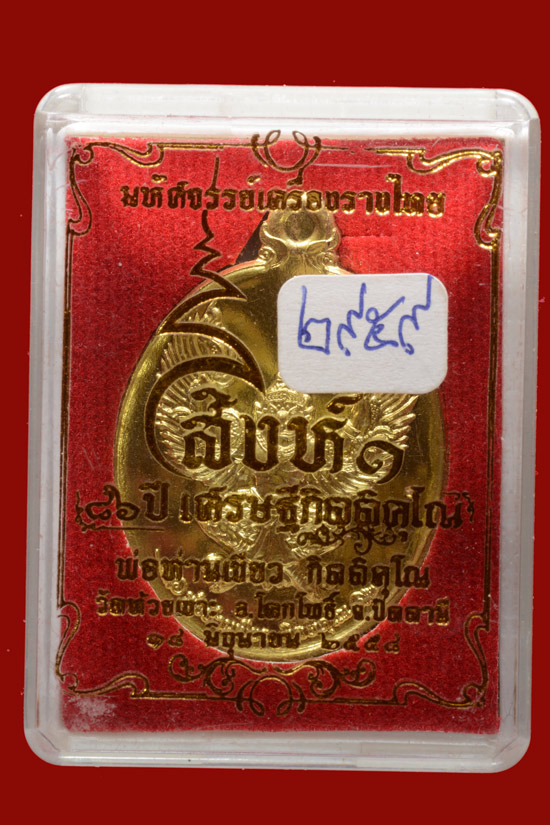 มหัศจรรย์เครื่องรางไทย
๒๙๕๙
สิงห์๑
๘๖ปี เศรษฐีกิตติคุโณ
พ่อท่านเขียว กิตติคุโณ
วัดห้วยเงาะ อ.โคกโพธิ์ จ.ปัตตานี
๑๘ มิถุนายน ๒๕๕๘